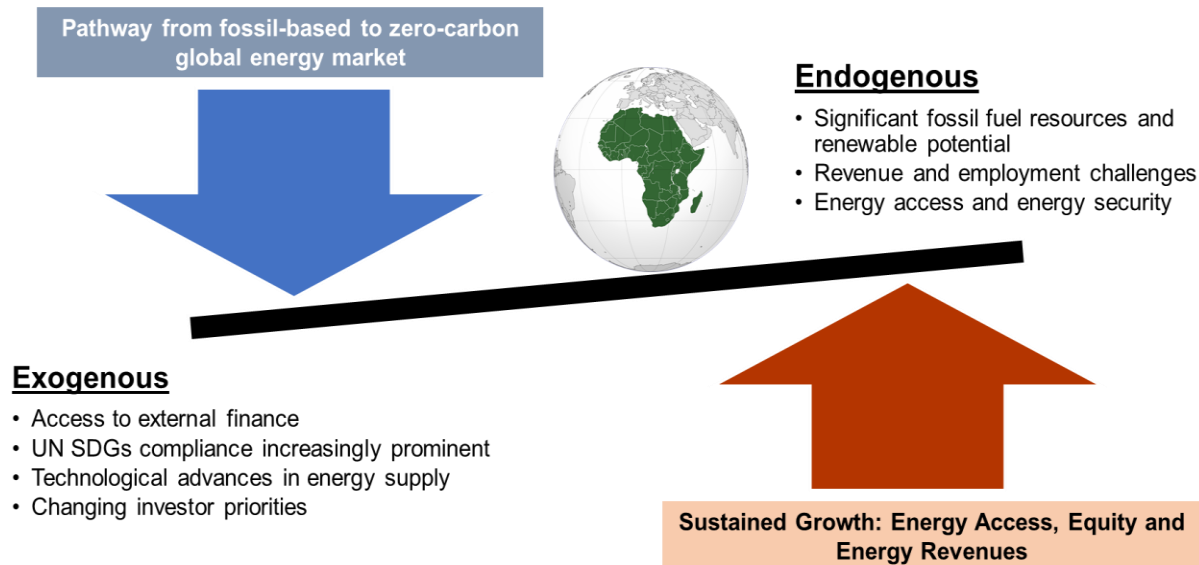 Pathway from fossil-based to zero-carbon
global energy market
Endogenous
• Significant fossil fuel resources and
renewable potential
• Revenue and employment challenges
• Energy access and energy security
Exogenous
• Access to external finance
• UN SDGs compliance increasingly prominent
• Technological advances in energy supply
• Changing investor priorities
Sustained Growth: Energy Access, Equity and
Energy Revenues